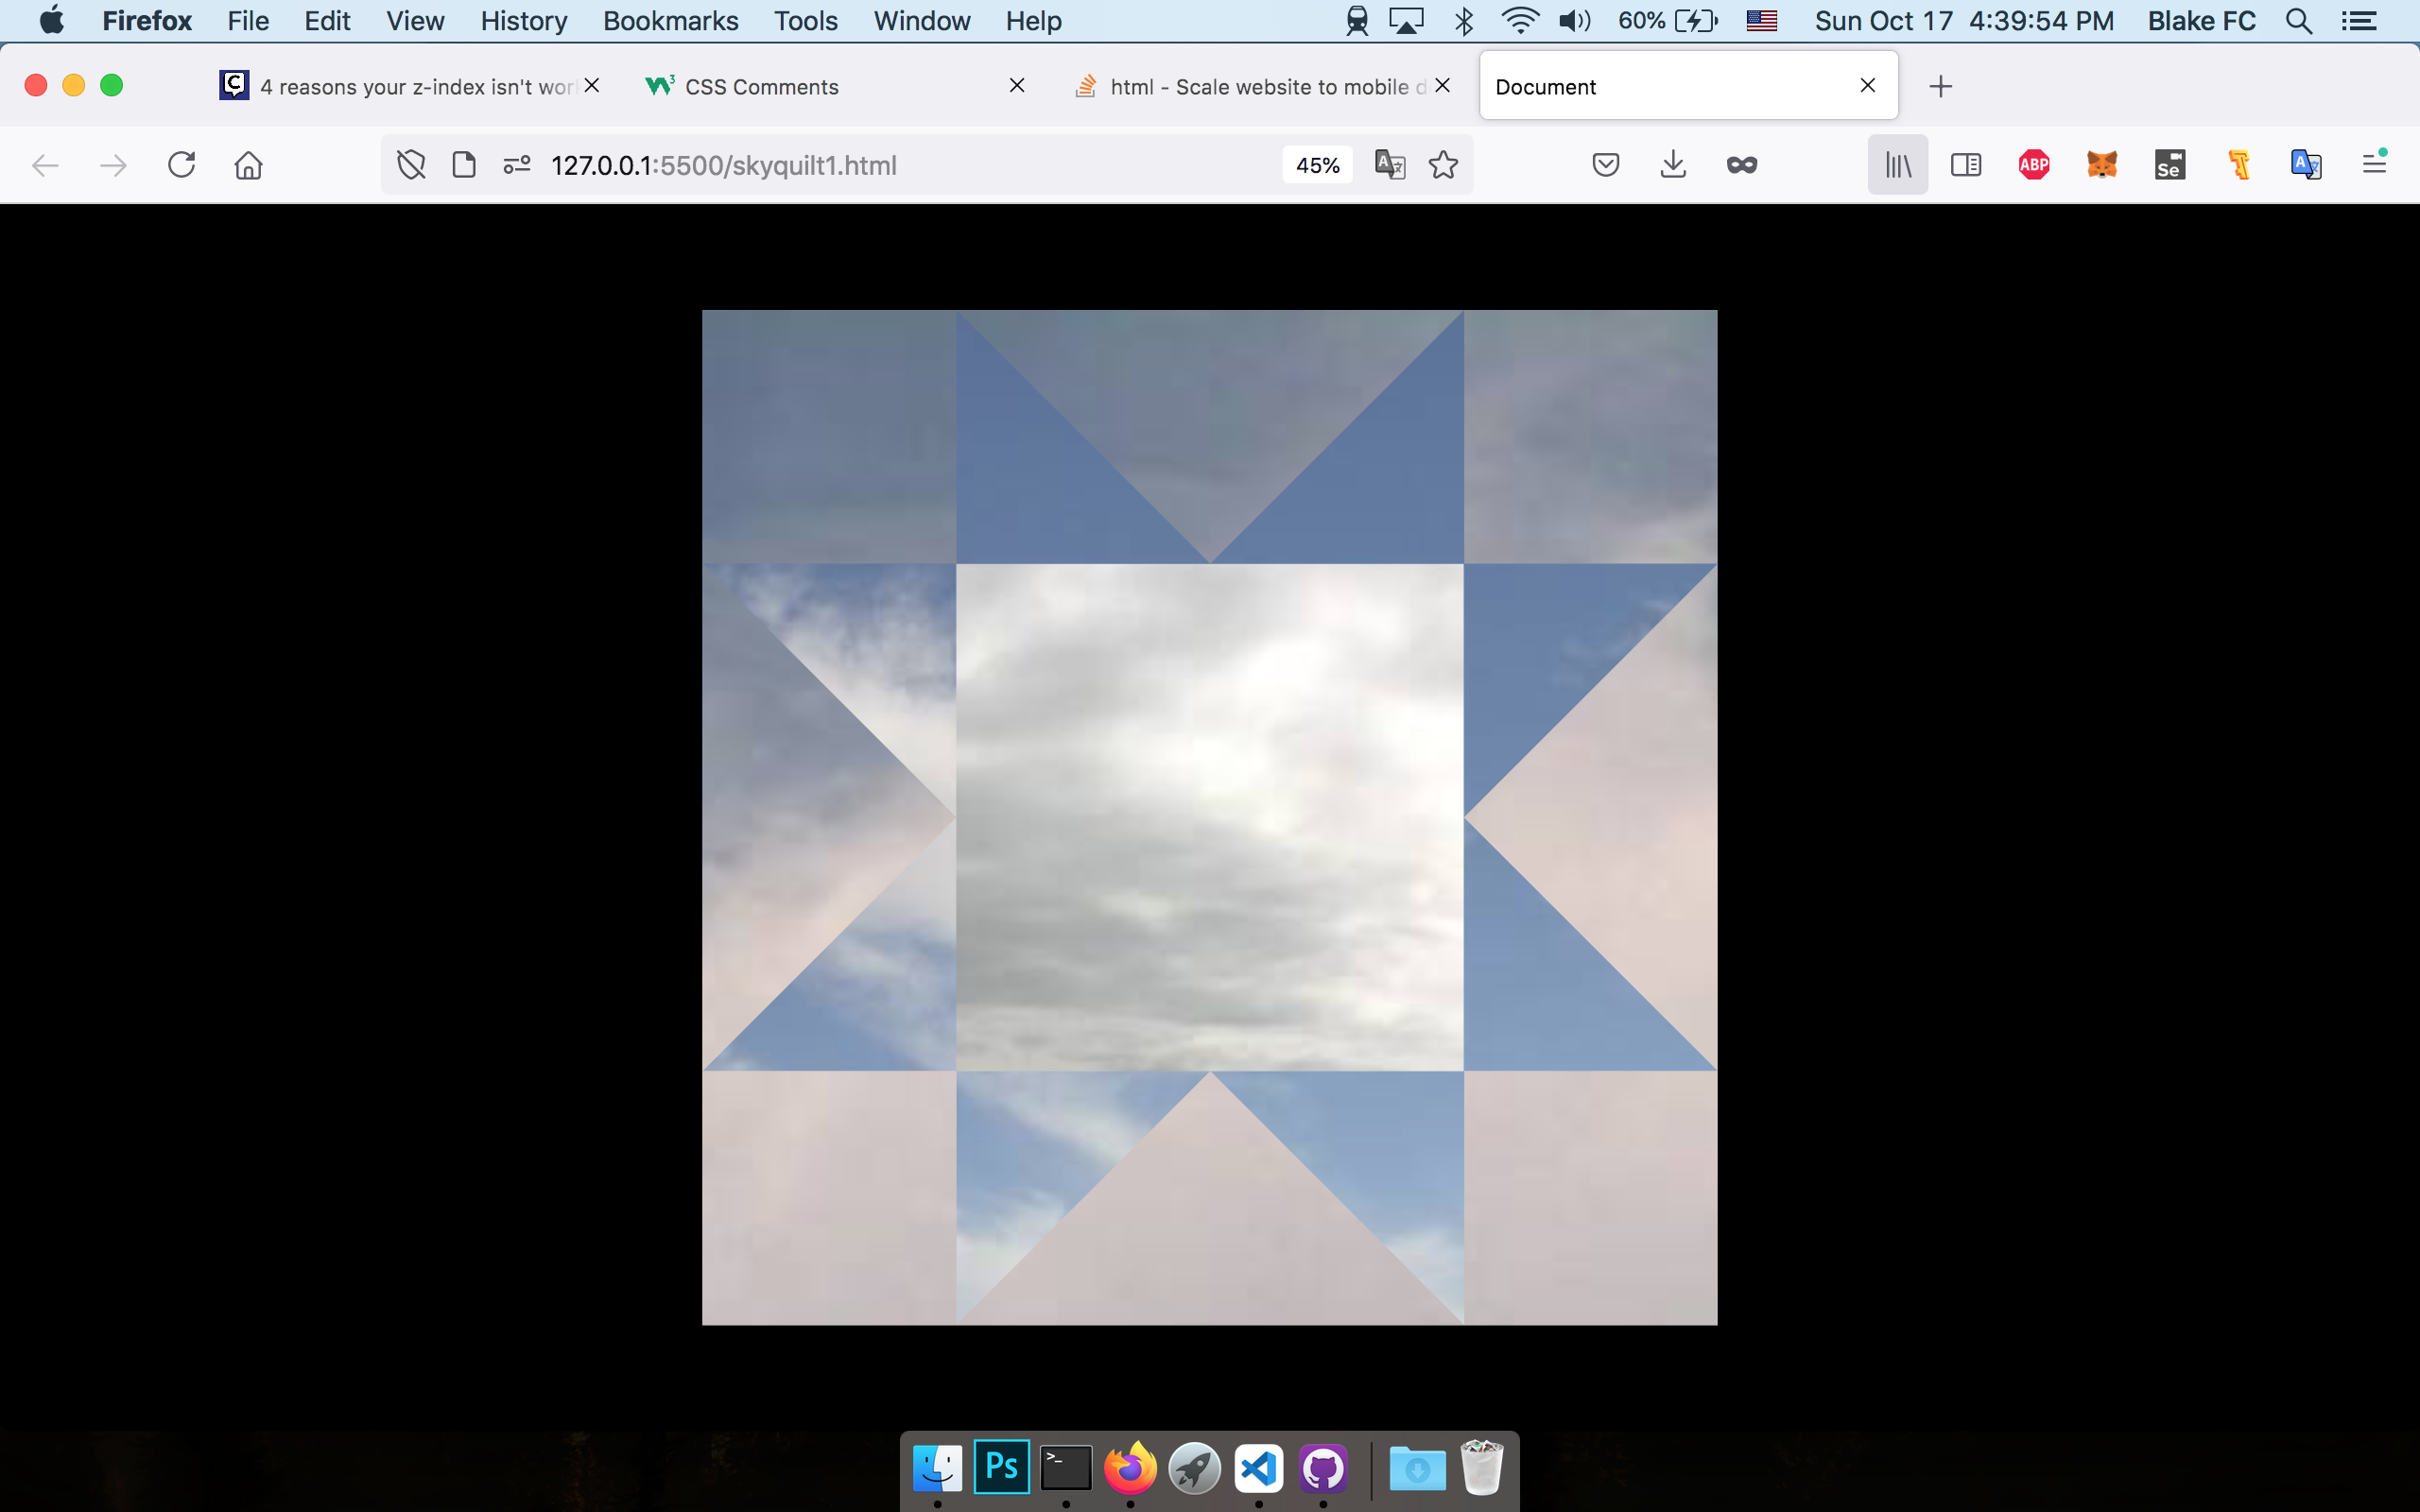 Firefox File Edit View History Bookmarks Tools Window Help 60% Sun Oct 17 4:39:54 PM Blake FC
4 reasons your z-index isn't wor CSS Comments html - Scale website to mobile d Document
127.0.0.1:5500/skyquilt1.html 45% ABP Se
Ps >_